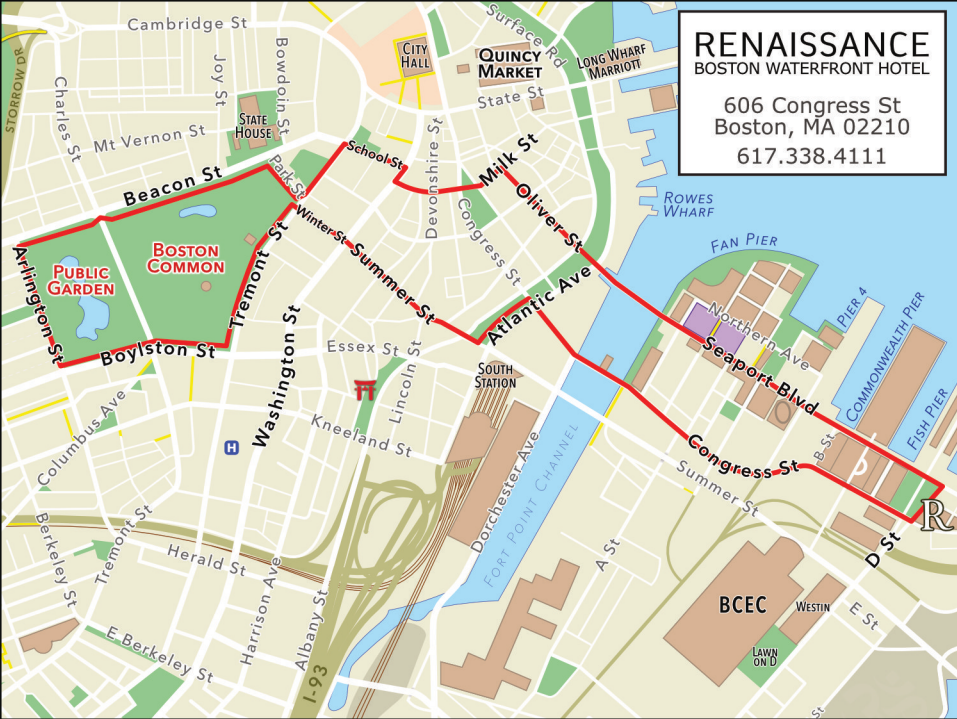 RENAISSANCE
BOSTON WATERFRONT HOTEL
606 Congress St
Boston, MA 02210
617.338.4111
Cambridge St
Surface Rd
STORROW DR
Charles St
Joy St
Bowdoin St
CITY
HALL
QUINCY
MARKET
LONG WHARF
MARRIOTT
State St
STATE
HOUSE
Mt Vernon St
School St
Devonshire St
Milk St
Beacon St
Park St
Oliver St
ROWES
WHARF
Winter St
Congress St
FAN PIER
Arlington St
PUBLIC
GARDEN
BOSTON
COMMON
Tremont St
Summer St
Atlantic Ave
Northern Ave
PIER 4
COMMONWEALTH PIER
FISH PIER
Boylston St
Washington St
Essex St
Lincoln St
SOUTH
STATION
Seaport Blvd
Columbus Ave
H
Kneeland St
Dorchester Ave
FORT POINT CHANNEL
Congress St
Summer St
B St
R
D St
Berkeley St
Tremont St
Herald St
Harrison Ave
Albany St
A St
BCEC
WESTIN
E St
E Berkeley St
I-93
LAWN
ON D
St